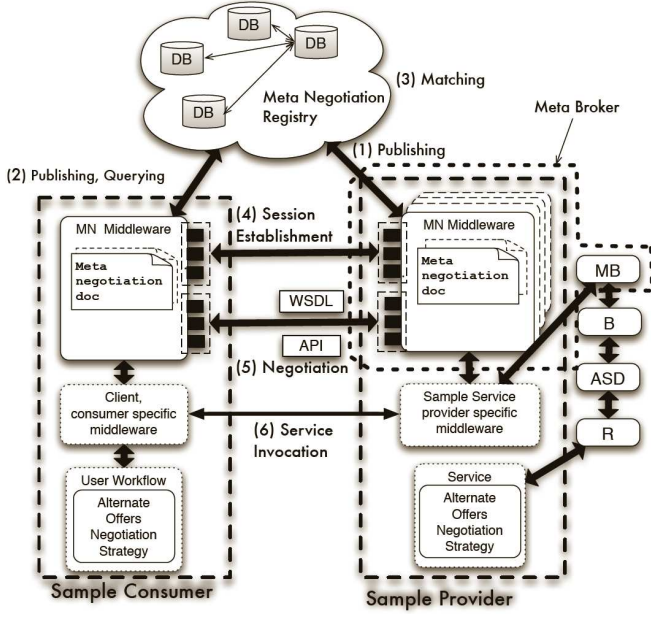 DB
DB
DB
DB
Meta Negotiation
Registry
(3) Matching
Meta Broker
(1) Publishing
(2) Publishing, Querying
MN Middleware
Meta
negotiation
doc
(4) Session
Establishment
WSDL
API
(5) Negotiation
MN Middleware
Meta
negotiation
doc
MB
B
ASD
R
Client,
consumer specific
middleware
(6) Service
Invocation
Sample Service
provider specific
middleware
User Workflow
Alternate
Offers
Negotiation
Strategy
Service
Alternate
Offers
Negotiation
Strategy
Sample Consumer
Sample Provider